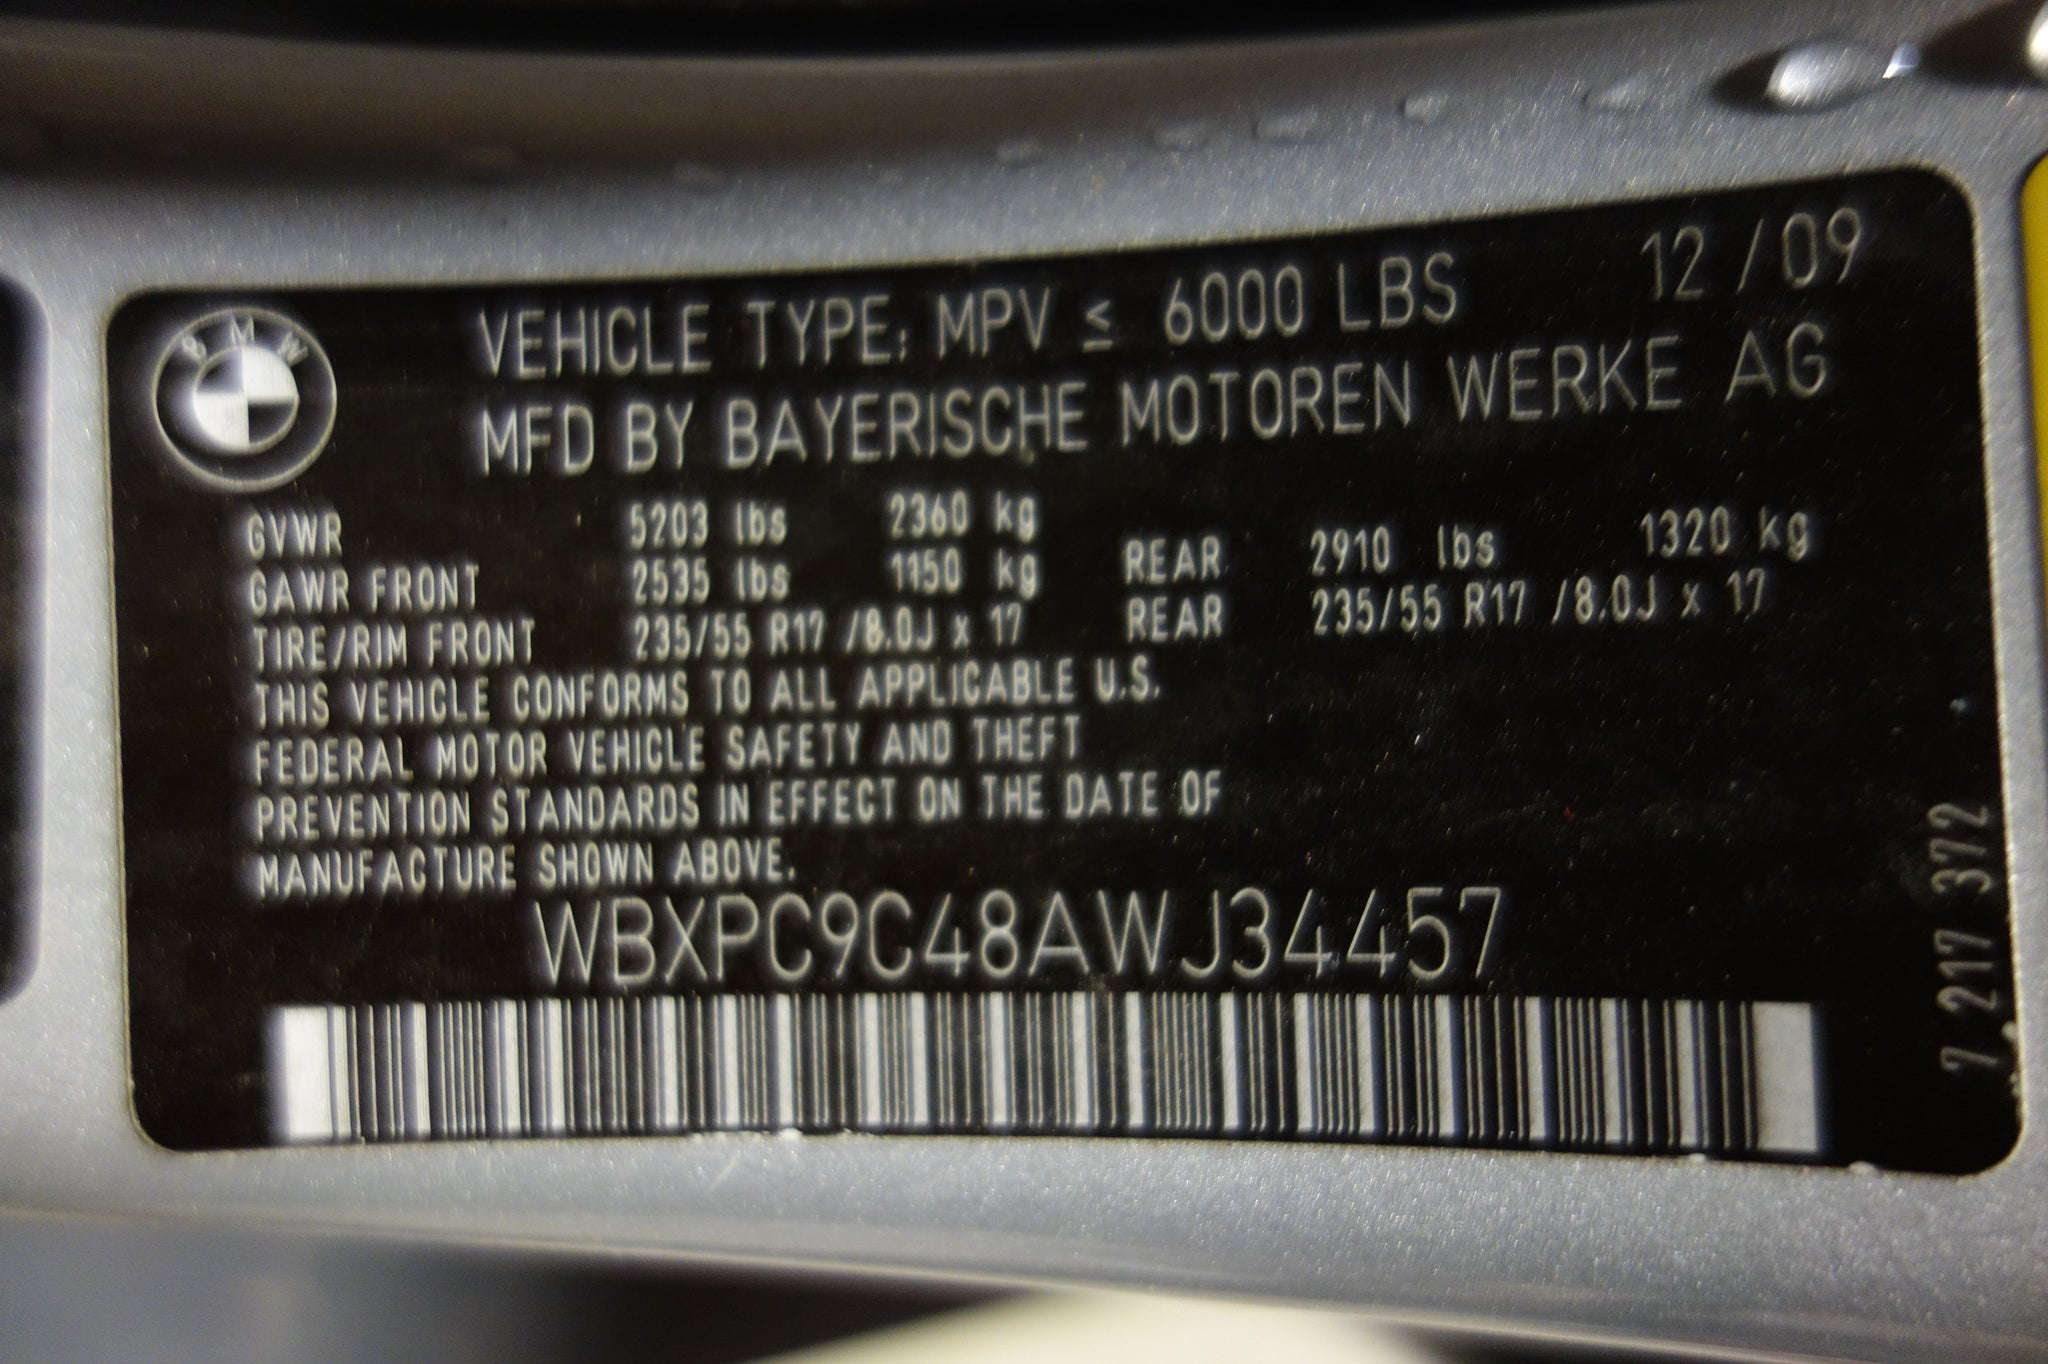 BMW
12 / 09
VEHICLE TYPE: MPV ≤ 6000 LBS
MFD BY BAYERISCHE MOTOREN WERKE AG
GVWR 5203 lbs 2360 kg
GAWR FRONT 2535 lbs 1150 kg REAR 2910 lbs 1320 kg
TIRE/RIM FRONT 235/55 R17 /8.0J x 17 REAR 235/55 R17 /8.0J x 17
THIS VEHICLE CONFORMS TO ALL APPLICABLE U.S.
FEDERAL MOTOR VEHICLE SAFETY AND THEFT
PREVENTION STANDARDS IN EFFECT ON THE DATE OF
MANUFACTURE SHOWN ABOVE.
WBXPC9C48AWJ34457
7 217 372